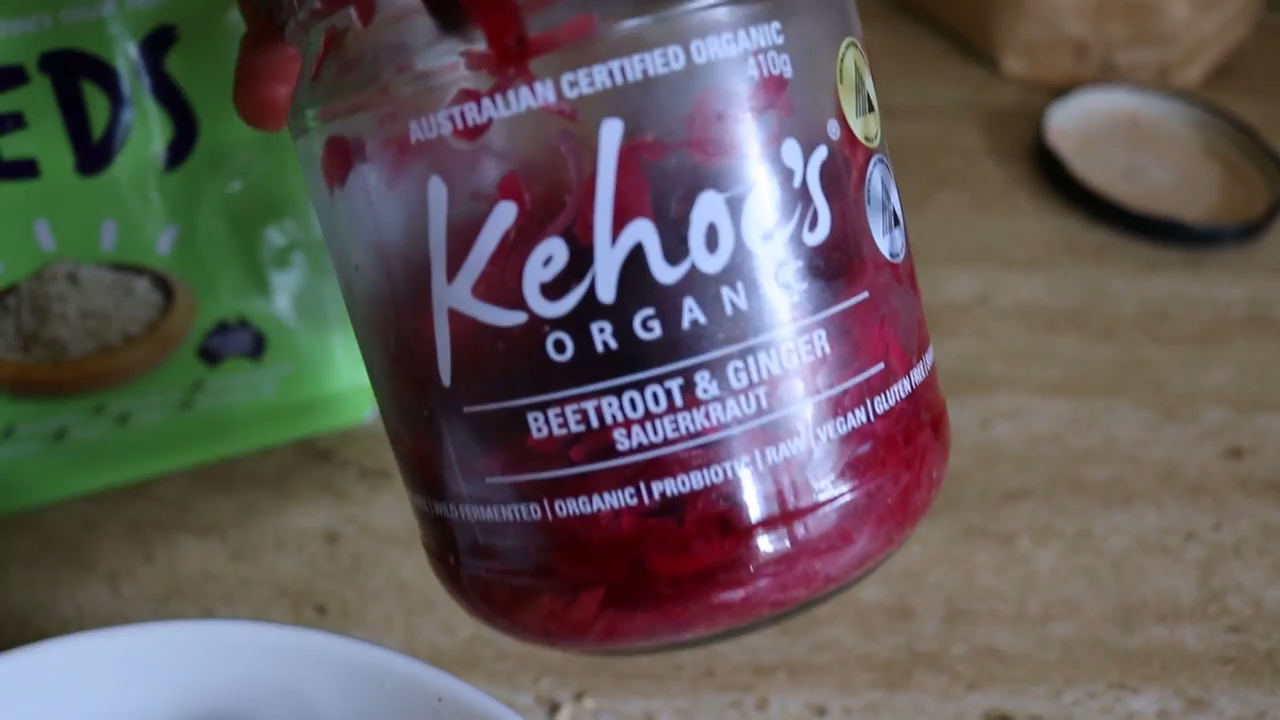 EDS
AUSTRALIAN CERTIFIED ORGANIC
410g
Kehoe's®
ORGANIC
BEETROOT & GINGER
SAUERKRAUT
WILD FERMENTED | ORGANIC | PROBIOTIC | RAW | VEGAN | GLUTEN FREE |